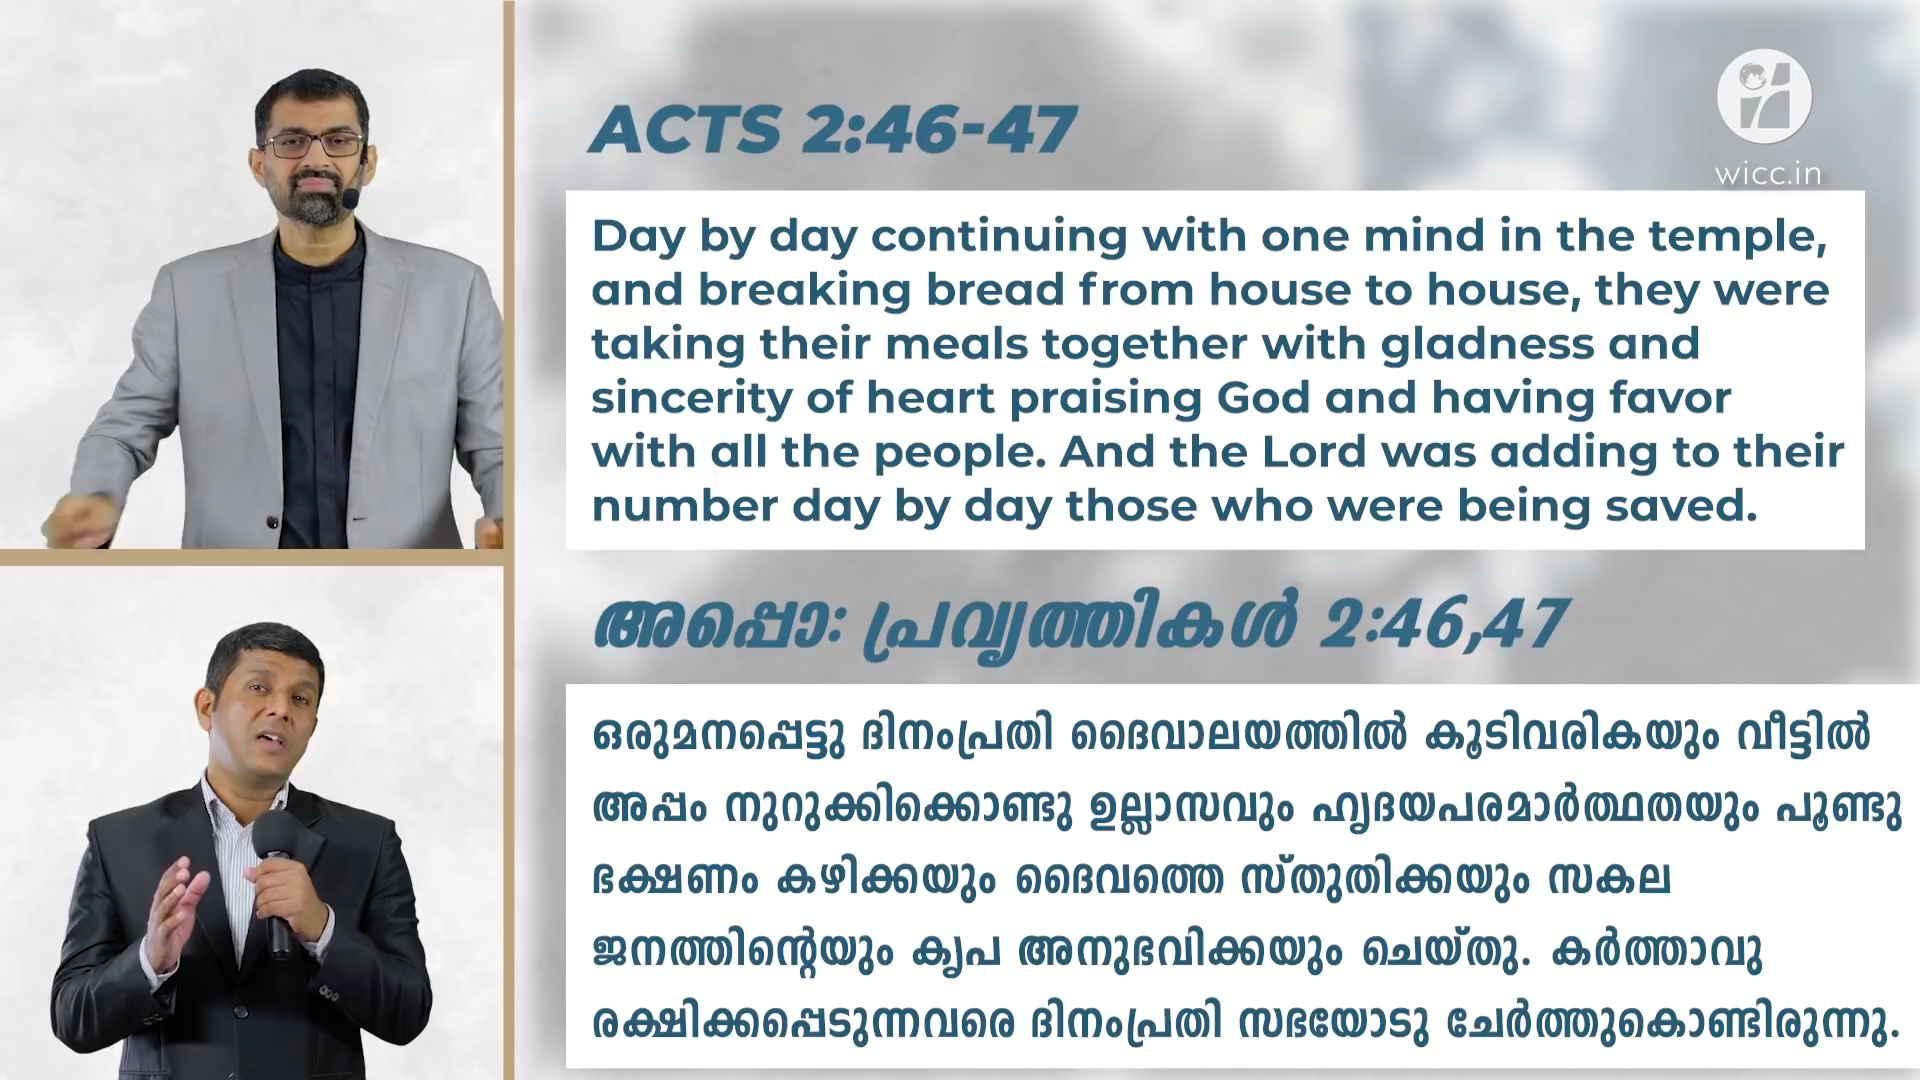 wicc.in
ACTS 2:46-47
Day by day continuing with one mind in the temple,
and breaking bread from house to house, they were
taking their meals together with gladness and
sincerity of heart praising God and having favor
with all the people. And the Lord was adding to their
number day by day those who were being saved.
അപ്പൊ: പ്രവൃത്തികൾ 2:46,47
ഒരുമനപ്പെട്ടു ദിനംപ്രതി ദൈവാലയത്തിൽ കൂടിവരികയും വീട്ടിൽ
അപ്പം നുറുക്കിക്കൊണ്ടു ഉല്ലാസവും ഹൃദയപരമാർത്ഥതയും പൂണ്ടു
ഭക്ഷണം കഴിക്കയും ദൈവത്തെ സ്തുതിക്കയും സകല
ജനത്തിന്റെയും കൃപ അനുഭവിക്കയും ചെയ്തു. കർത്താവു
രക്ഷിക്കപ്പെടുന്നവരെ ദിനംപ്രതി സഭയോടു ചേർത്തുകൊണ്ടിരുന്നു.